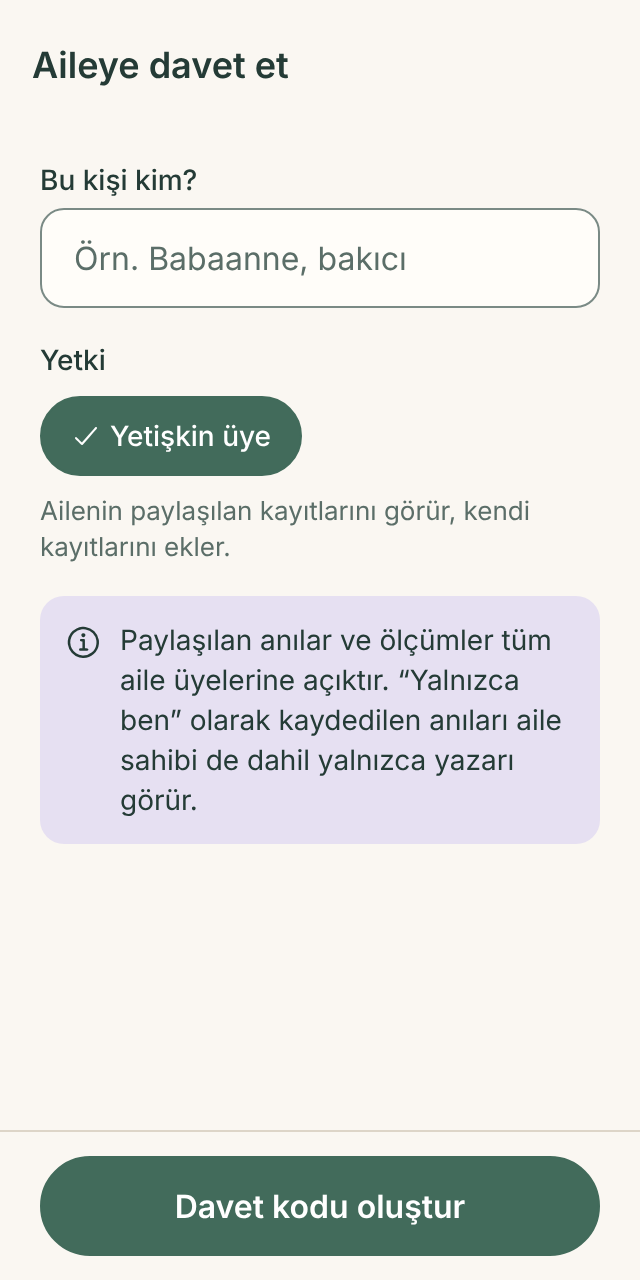 Aileye davet et
Bu kişi kim?
Örn. Babaanne, bakıcı
Yetki
Yetişkin üye
Ailenin paylaşılan kayıtlarını görür, kendi
kayıtlarını ekler.
Paylaşılan anılar ve ölçümler tüm
aile üyelerine açıktır. “Yalnızca
ben” olarak kaydedilen anıları aile
sahibi de dahil yalnızca yazarı
görür.
Davet kodu oluştur